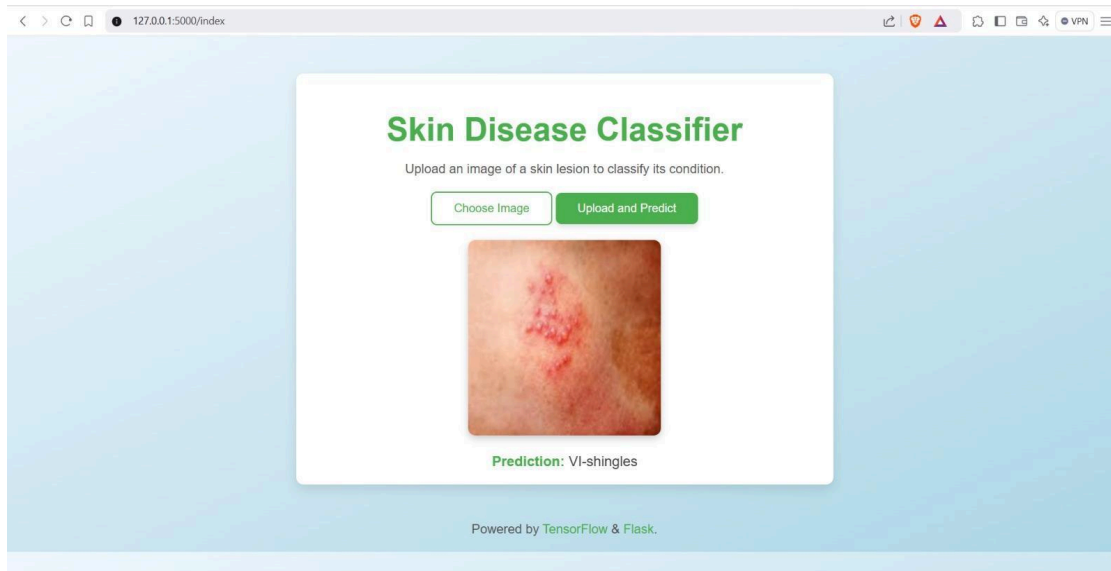 127.0.0.1:5000/index
VPN
Skin Disease Classifier
Upload an image of a skin lesion to classify its condition.
Choose Image
Upload and Predict
Prediction: VI-shingles
Powered by TensorFlow & Flask.